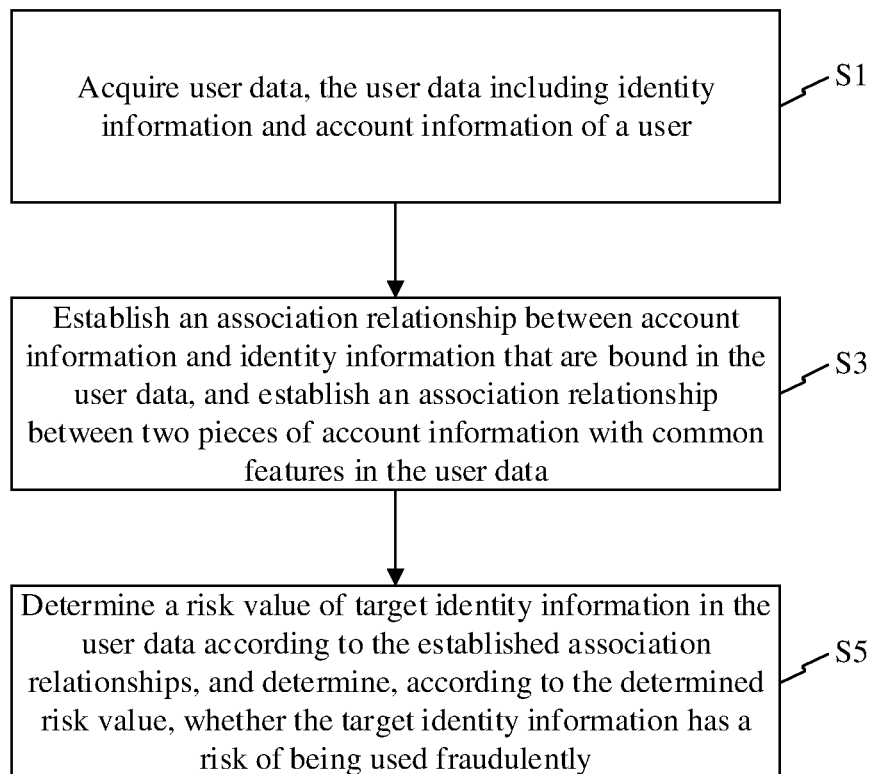 Acquire user data, the user data including identity
information and account information of a user
S1
Establish an association relationship between account
information and identity information that are bound in the
user data, and establish an association relationship
between two pieces of account information with common
features in the user data
S3
Determine a risk value of target identity information in the
user data according to the established association
relationships, and determine, according to the determined
risk value, whether the target identity information has a
risk of being used fraudulently
S5